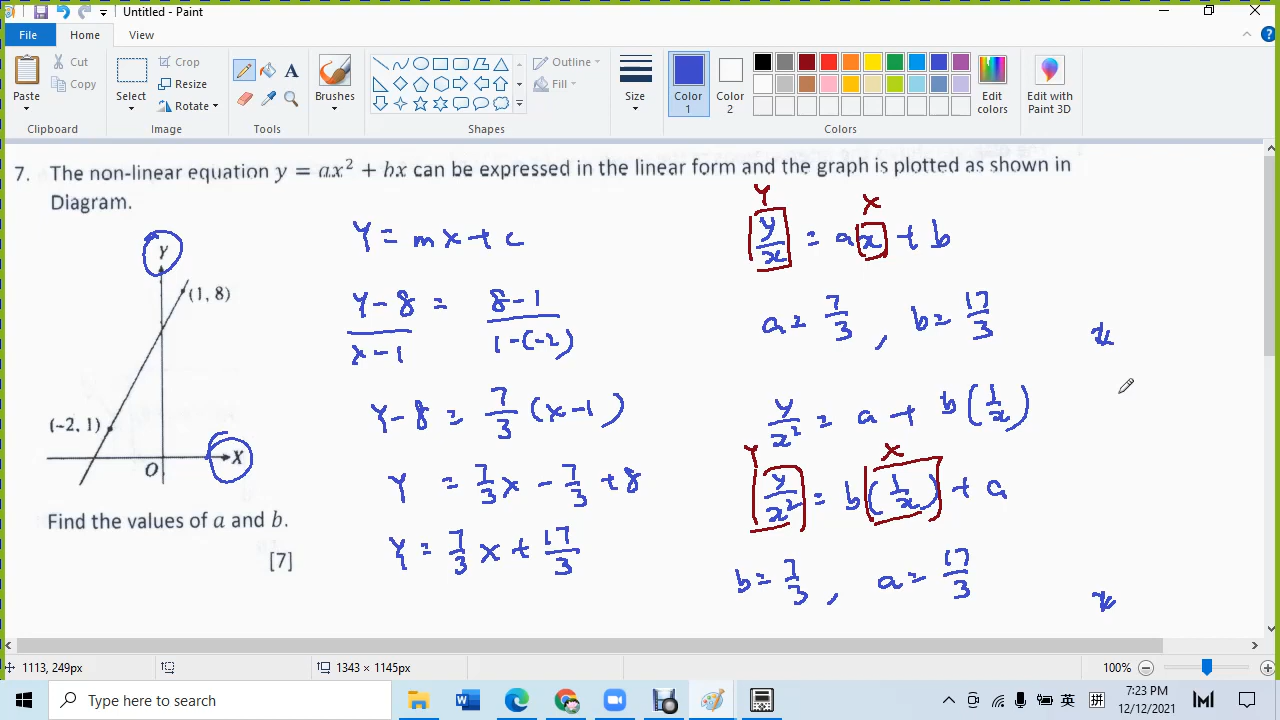 Untitled - Paint
File Home View
Paste
Cut
Copy
Clipboard
Select
Crop
Resize
Rotate
Image
Tools
Brushes
Shapes
Outline
Fill
Size
Color 1
Color 2
Edit colors
Edit with Paint 3D
Colors
7. The non-linear equation y = ax² + bx can be expressed in the linear form and the graph is plotted as shown in
Diagram.
Y
(1, 8)
(−2, 1)
O
X
Find the values of a and b.
[7]
Y = mX + c
(Y − 8)/(X − 1) = (8 − 1)/(1 − (−2))
Y − 8 = 7/3 (X − 1)
Y = 7/3 X − 7/3 + 8
Y = 7/3 X + 17/3
Y X
y/x = a x + b
a = 7/3 , b = 17/3
y/x² = a + b(1/x)
Y X
y/x² = b(1/x) + a
b = 7/3 , a = 17/3
1113, 249px
1343 × 1145px
100%
Type here to search
英
拼
7:23 PM
12/12/2021